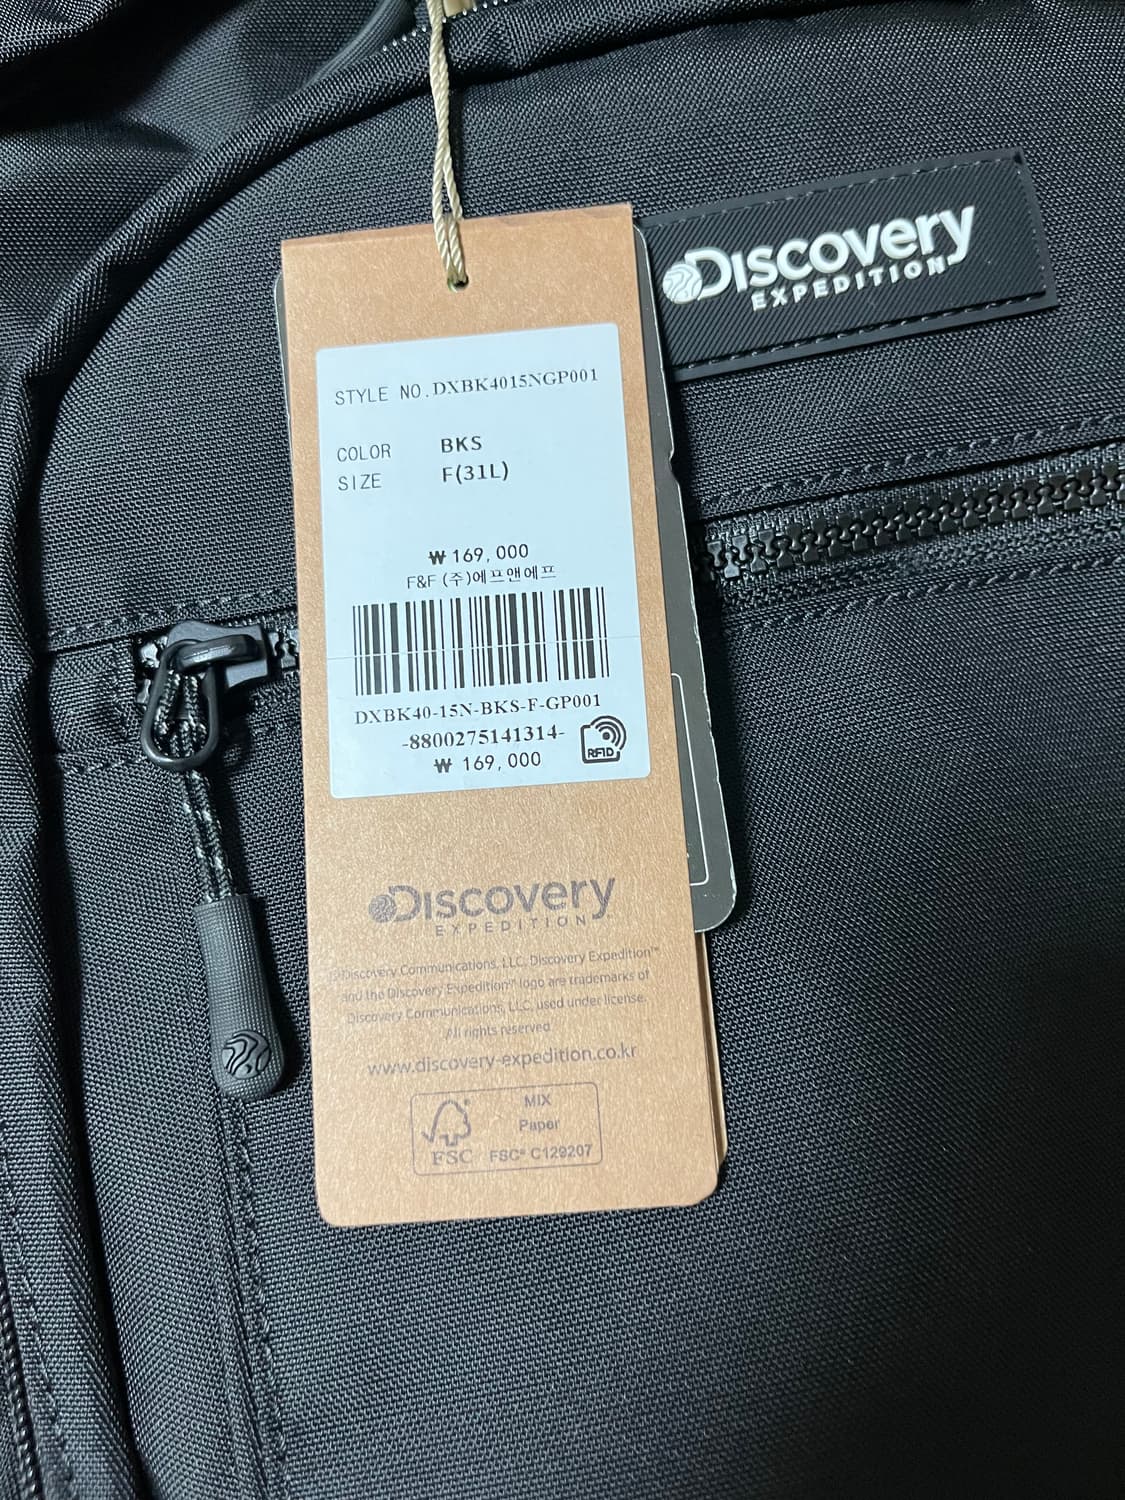 Discovery
EXPEDITION
STYLE NO.DXBK4015NGP001
COLOR BKS
SIZE F(31L)
₩ 169,000
F&F (주)에프앤에프
DXBK40-15N-BKS-F-GP001
-8800275141314-
₩ 169,000
RFID
Discovery
EXPEDITION
©Discovery Communications, LLC. Discovery Expedition™
and the Discovery Expedition™ logo are trademarks of
Discovery Communications, LLC, used under license.
All rights reserved.
www.discovery-expedition.co.kr
MIX
Paper
FSC FSC® C129207